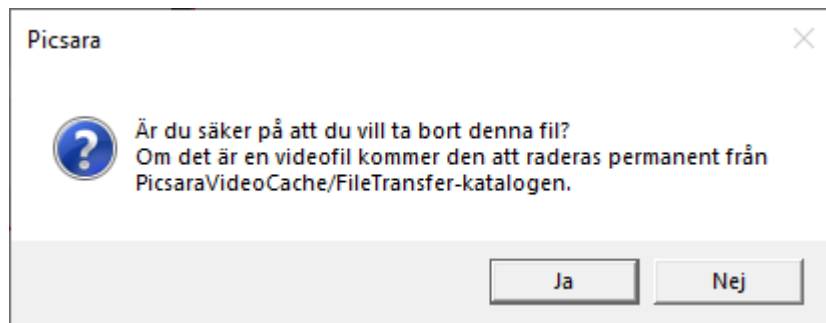 Picsara
Är du säker på att du vill ta bort denna fil?
Om det är en videofil kommer den att raderas permanent från
PicsaraVideoCache/FileTransfer-katalogen.
Ja
Nej